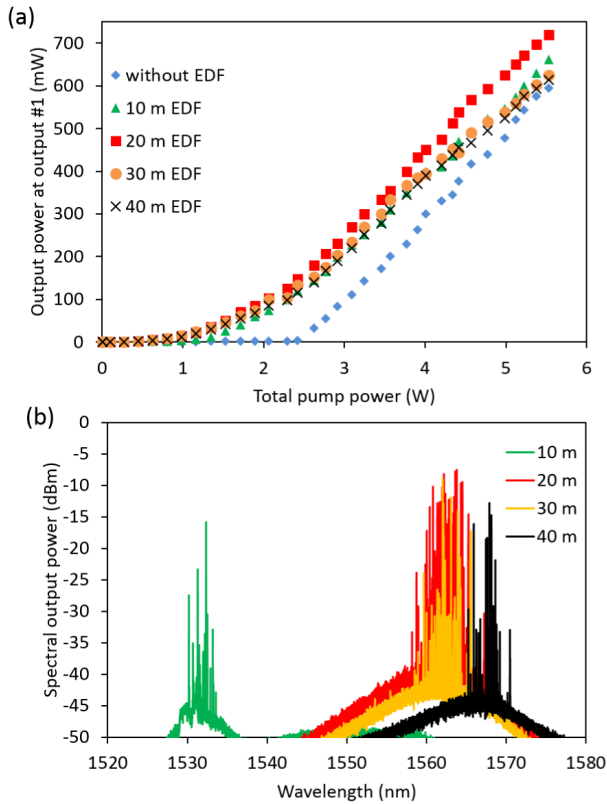 (a)
Output power at output #1 (mW)
700
600
500
400
300
200
100
0
without EDF
10 m EDF
20 m EDF
30 m EDF
40 m EDF
0 1 2 3 4 5 6
Total pump power (W)
(b)
Spectral output power (dBm)
0
-5
-10
-15
-20
-25
-30
-35
-40
-45
-50
10 m
20 m
30 m
40 m
1520 1530 1540 1550 1560 1570 1580
Wavelength (nm)